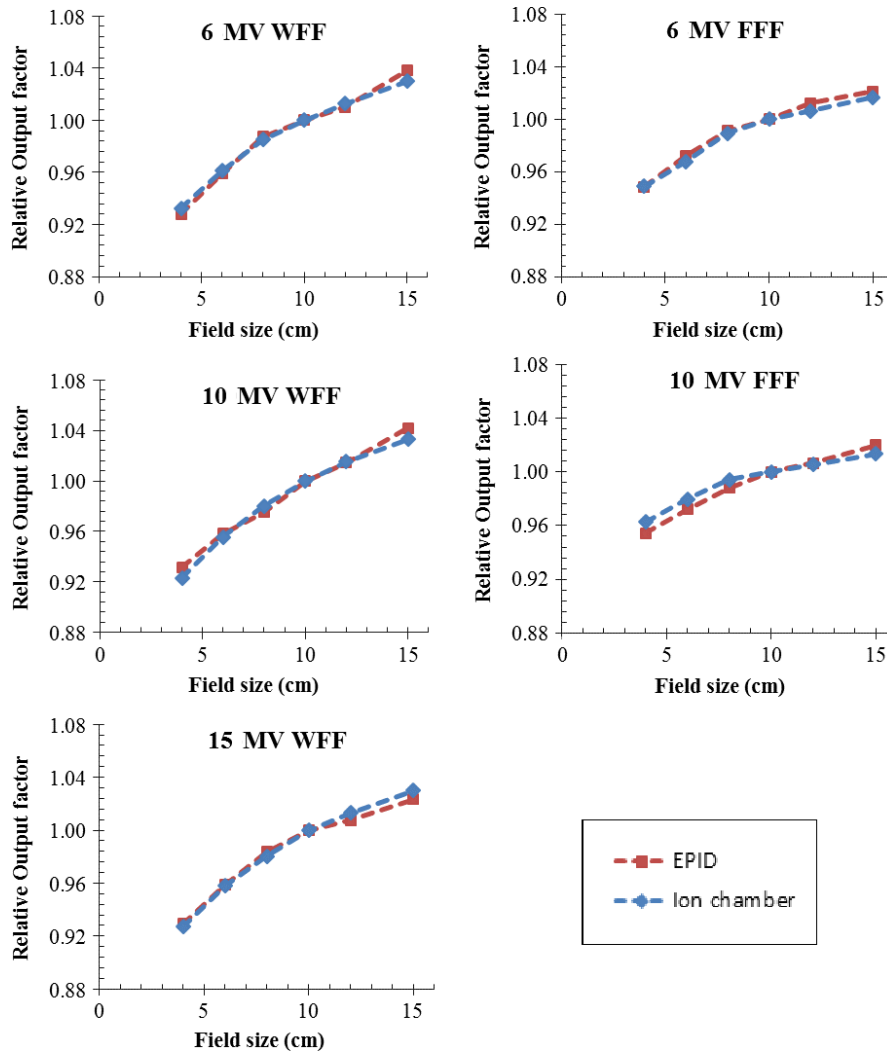 6 MV WFF
Relative Output factor
1.08
1.04
1.00
0.96
0.92
0.88
0
5
10
15
Field size (cm)
6 MV FFF
Relative Output factor
1.08
1.04
1.00
0.96
0.92
0.88
0
5
10
15
Field size (cm)
10 MV WFF
Relative Output factor
1.08
1.04
1.00
0.96
0.92
0.88
0
5
10
15
Field size (cm)
10 MV FFF
Relative Output factor
1.08
1.04
1.00
0.96
0.92
0.88
0
5
10
15
Field size (cm)
15 MV WFF
Relative Output factor
1.08
1.04
1.00
0.96
0.92
0.88
0
5
10
15
Field size (cm)
EPID
Ion chamber